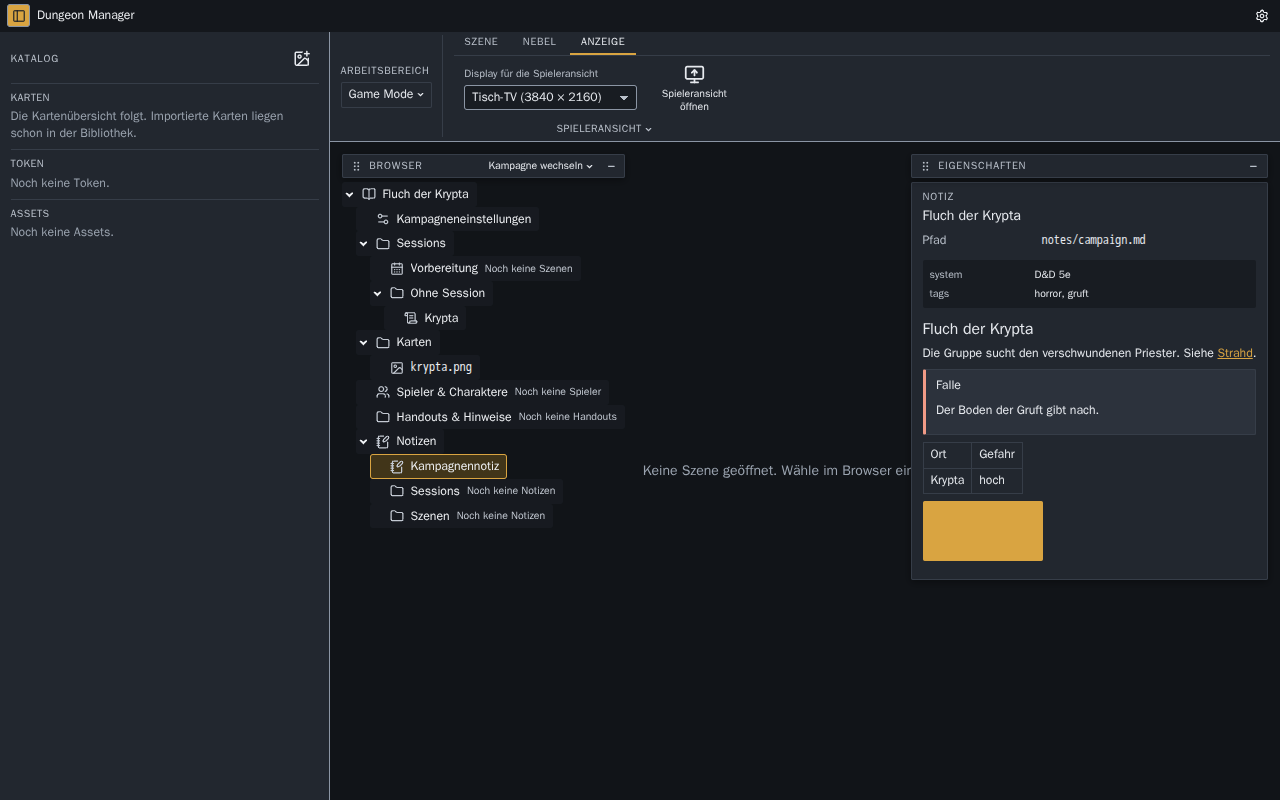 Dungeon Manager
KATALOG
KARTEN
Die Kartenübersicht folgt. Importierte Karten liegen
schon in der Bibliothek.
TOKEN
Noch keine Token.
ASSETS
Noch keine Assets.
ARBEITSBEREICH
Game Mode
SZENE NEBEL ANZEIGE
Display für die Spieleransicht
Tisch-TV (3840 × 2160)
Spieleransicht
öffnen
SPIELERANSICHT
BROWSER Kampagne wechseln
Fluch der Krypta
Kampagneneinstellungen
Sessions
Vorbereitung Noch keine Szenen
Ohne Session
Krypta
Karten
krypta.png
Spieler & Charaktere Noch keine Spieler
Handouts & Hinweise Noch keine Handouts
Notizen
Kampagnennotiz
Sessions Noch keine Notizen
Szenen Noch keine Notizen
Keine Szene geöffnet. Wähle im Browser ein
EIGENSCHAFTEN
NOTIZ
Fluch der Krypta
Pfad notes/campaign.md
system D&D 5e
tags horror, gruft
Fluch der Krypta
Die Gruppe sucht den verschwundenen Priester. Siehe Strahd.
Falle
Der Boden der Gruft gibt nach.
Ort Gefahr
Krypta hoch